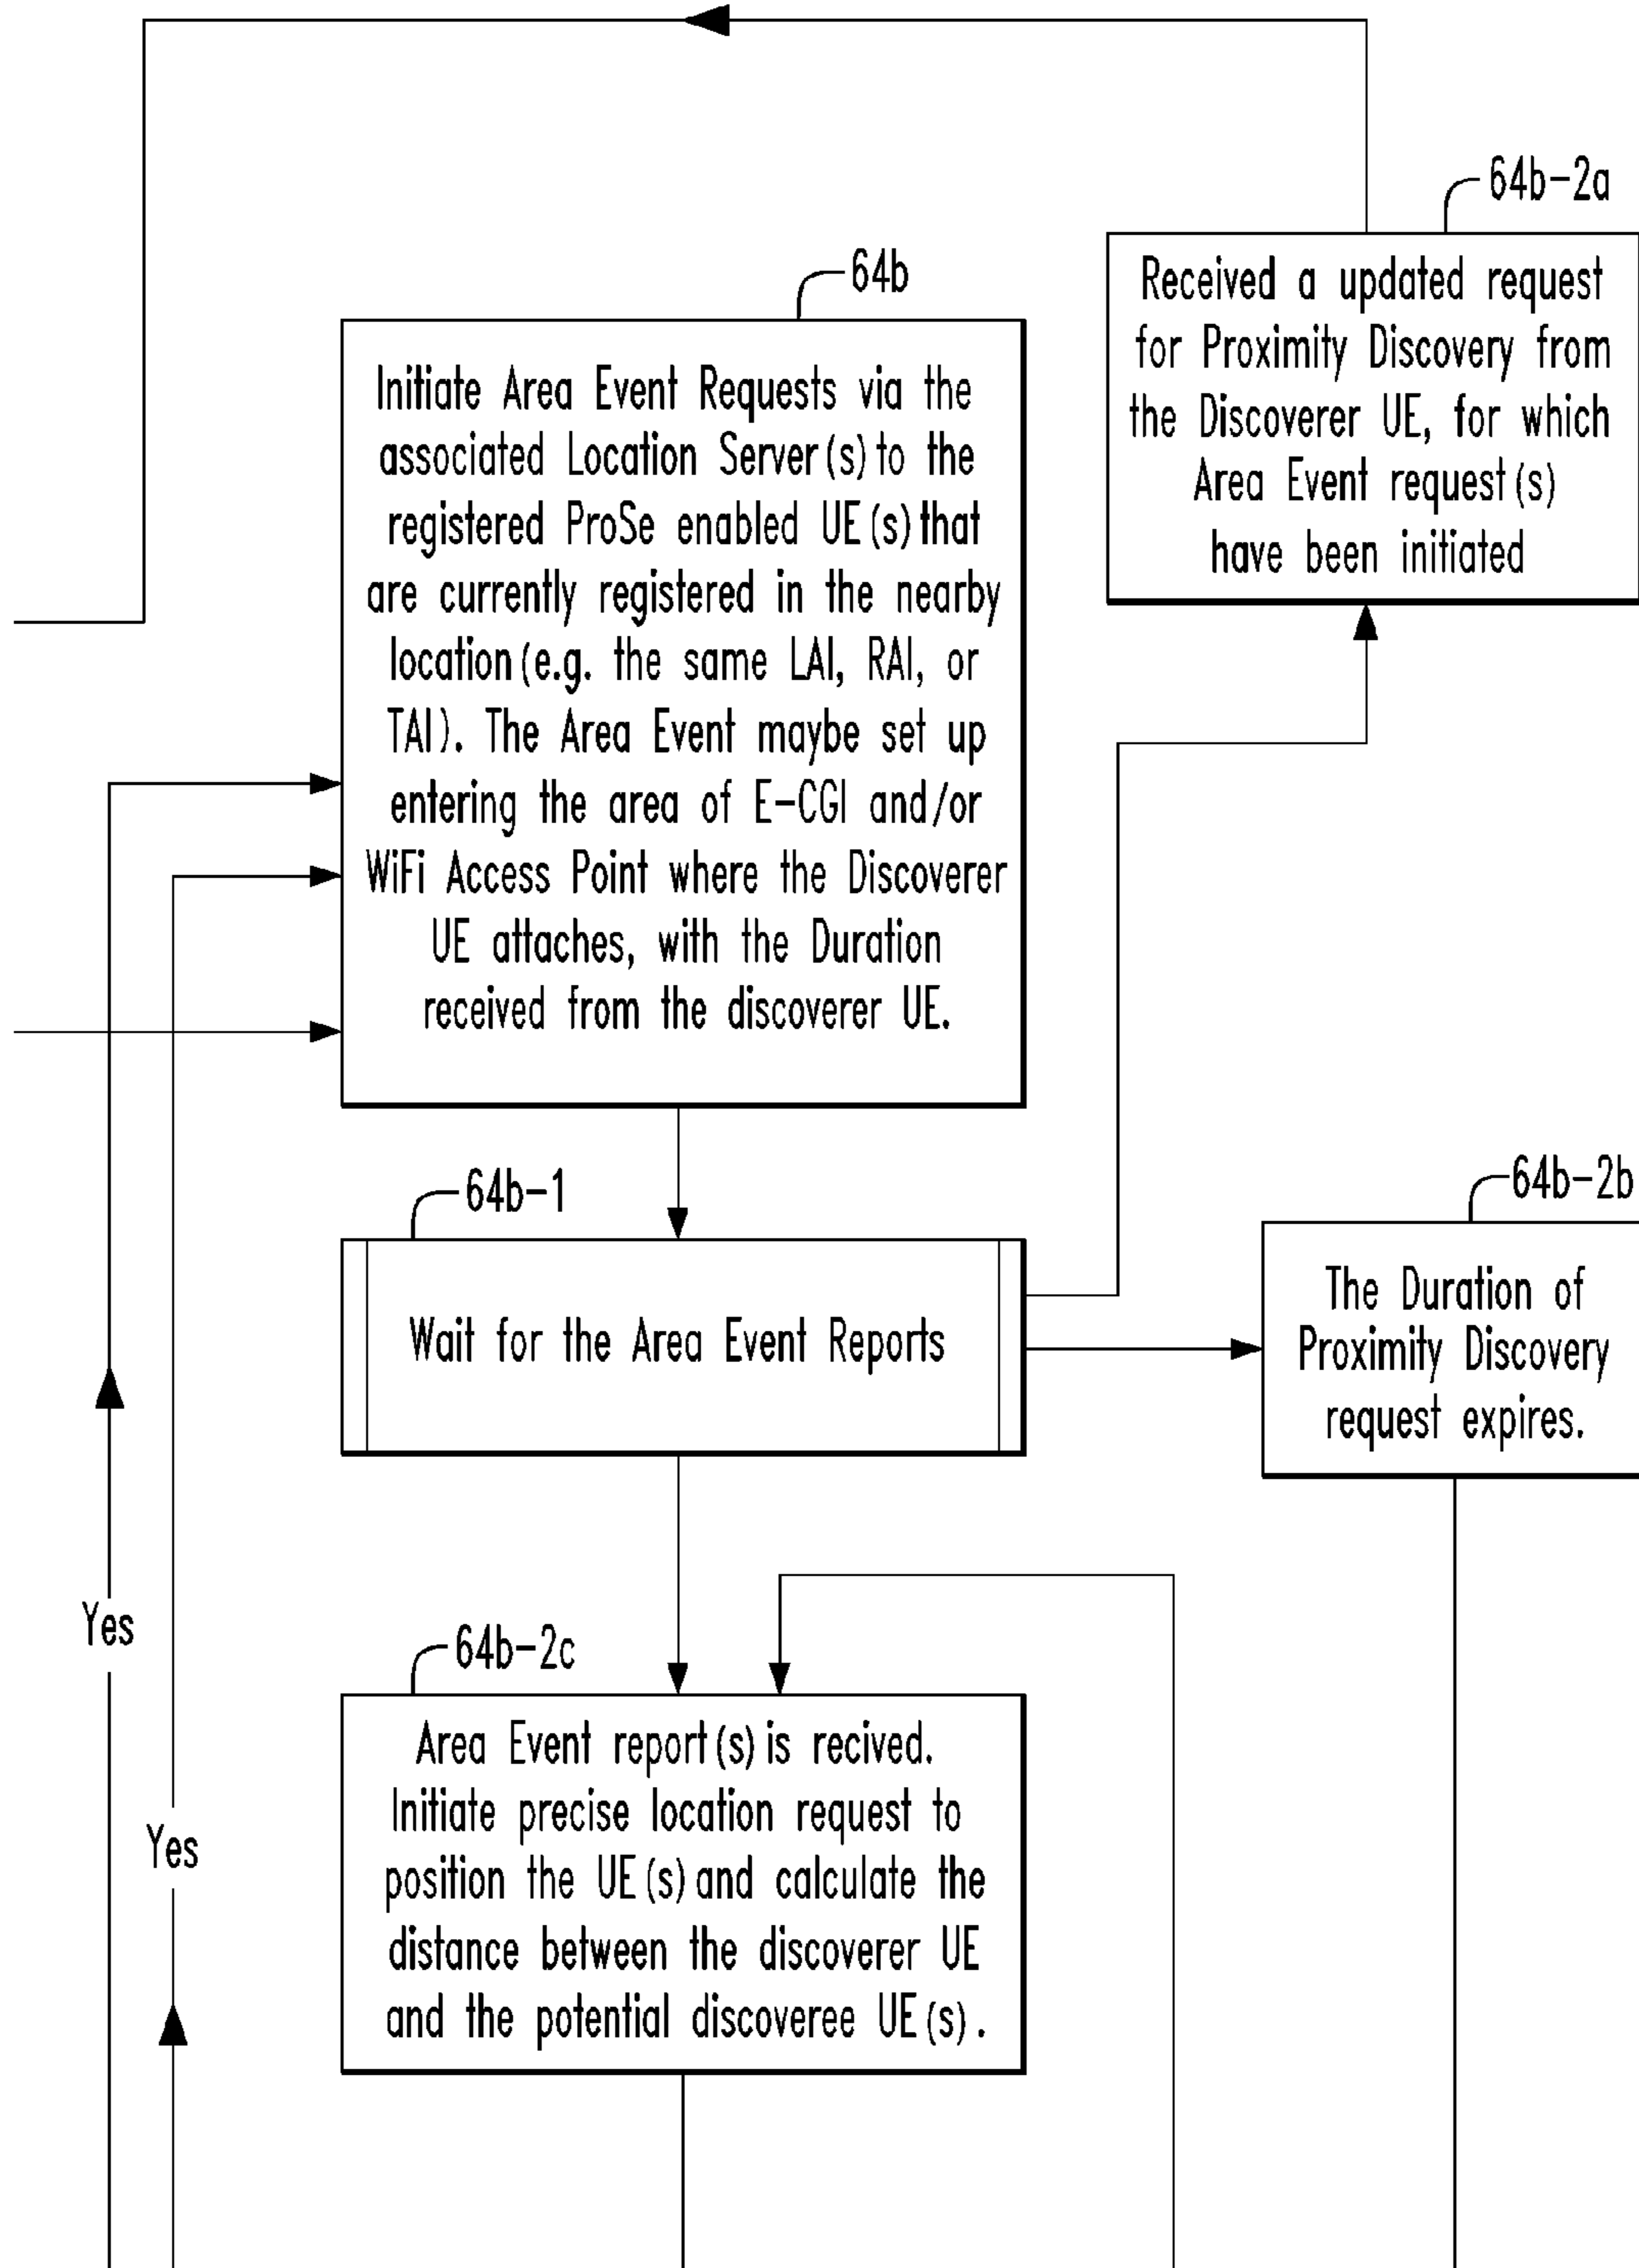 64b-2a
Received a updated request
for Proximity Discovery from
the Discoverer UE, for which
Area Event request(s)
have been initiated
64b
Initiate Area Event Requests via the
associated Location Server(s) to the
registered ProSe enabled UE(s) that
are currently registered in the nearby
location (e.g. the same LAI, RAI, or
TAI). The Area Event maybe set up
entering the area of E-CGI and/or
WiFi Access Point where the Discoverer
UE attaches, with the Duration
received from the discoverer UE.
64b-1
Wait for the Area Event Reports
64b-2b
The Duration of
Proximity Discovery
request expires.
Yes
Yes
64b-2c
Area Event report(s) is recived.
Initiate precise location request to
position the UE(s) and calculate the
distance between the discoverer UE
and the potential discoveree UE(s).